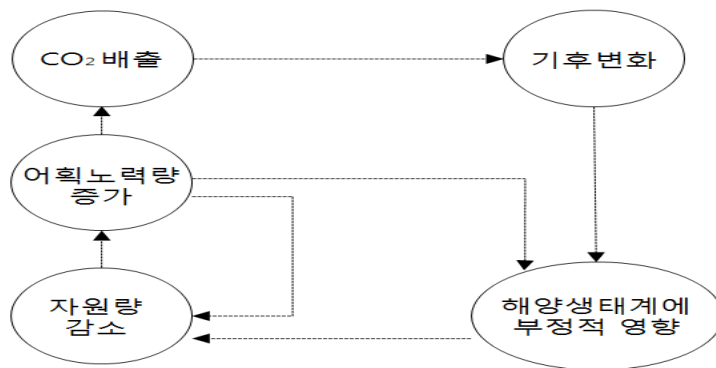 CO₂ 배출
기후변화
어획노력량
증가
자원량
감소
해양생태계에
부정적 영향